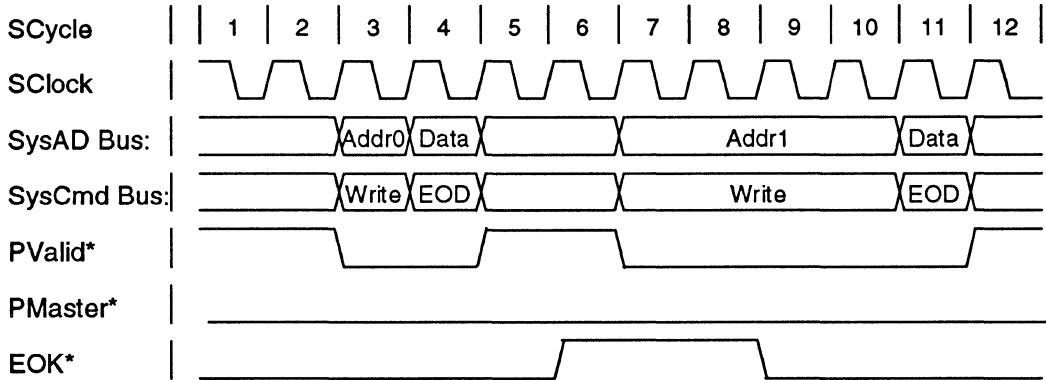 SCycle 1 2 3 4 5 6 7 8 9 10 11 12
SClock
SysAD Bus: Addr0 Data Addr1 Data
SysCmd Bus: Write EOD Write EOD
PValid*
PMaster*
EOK*